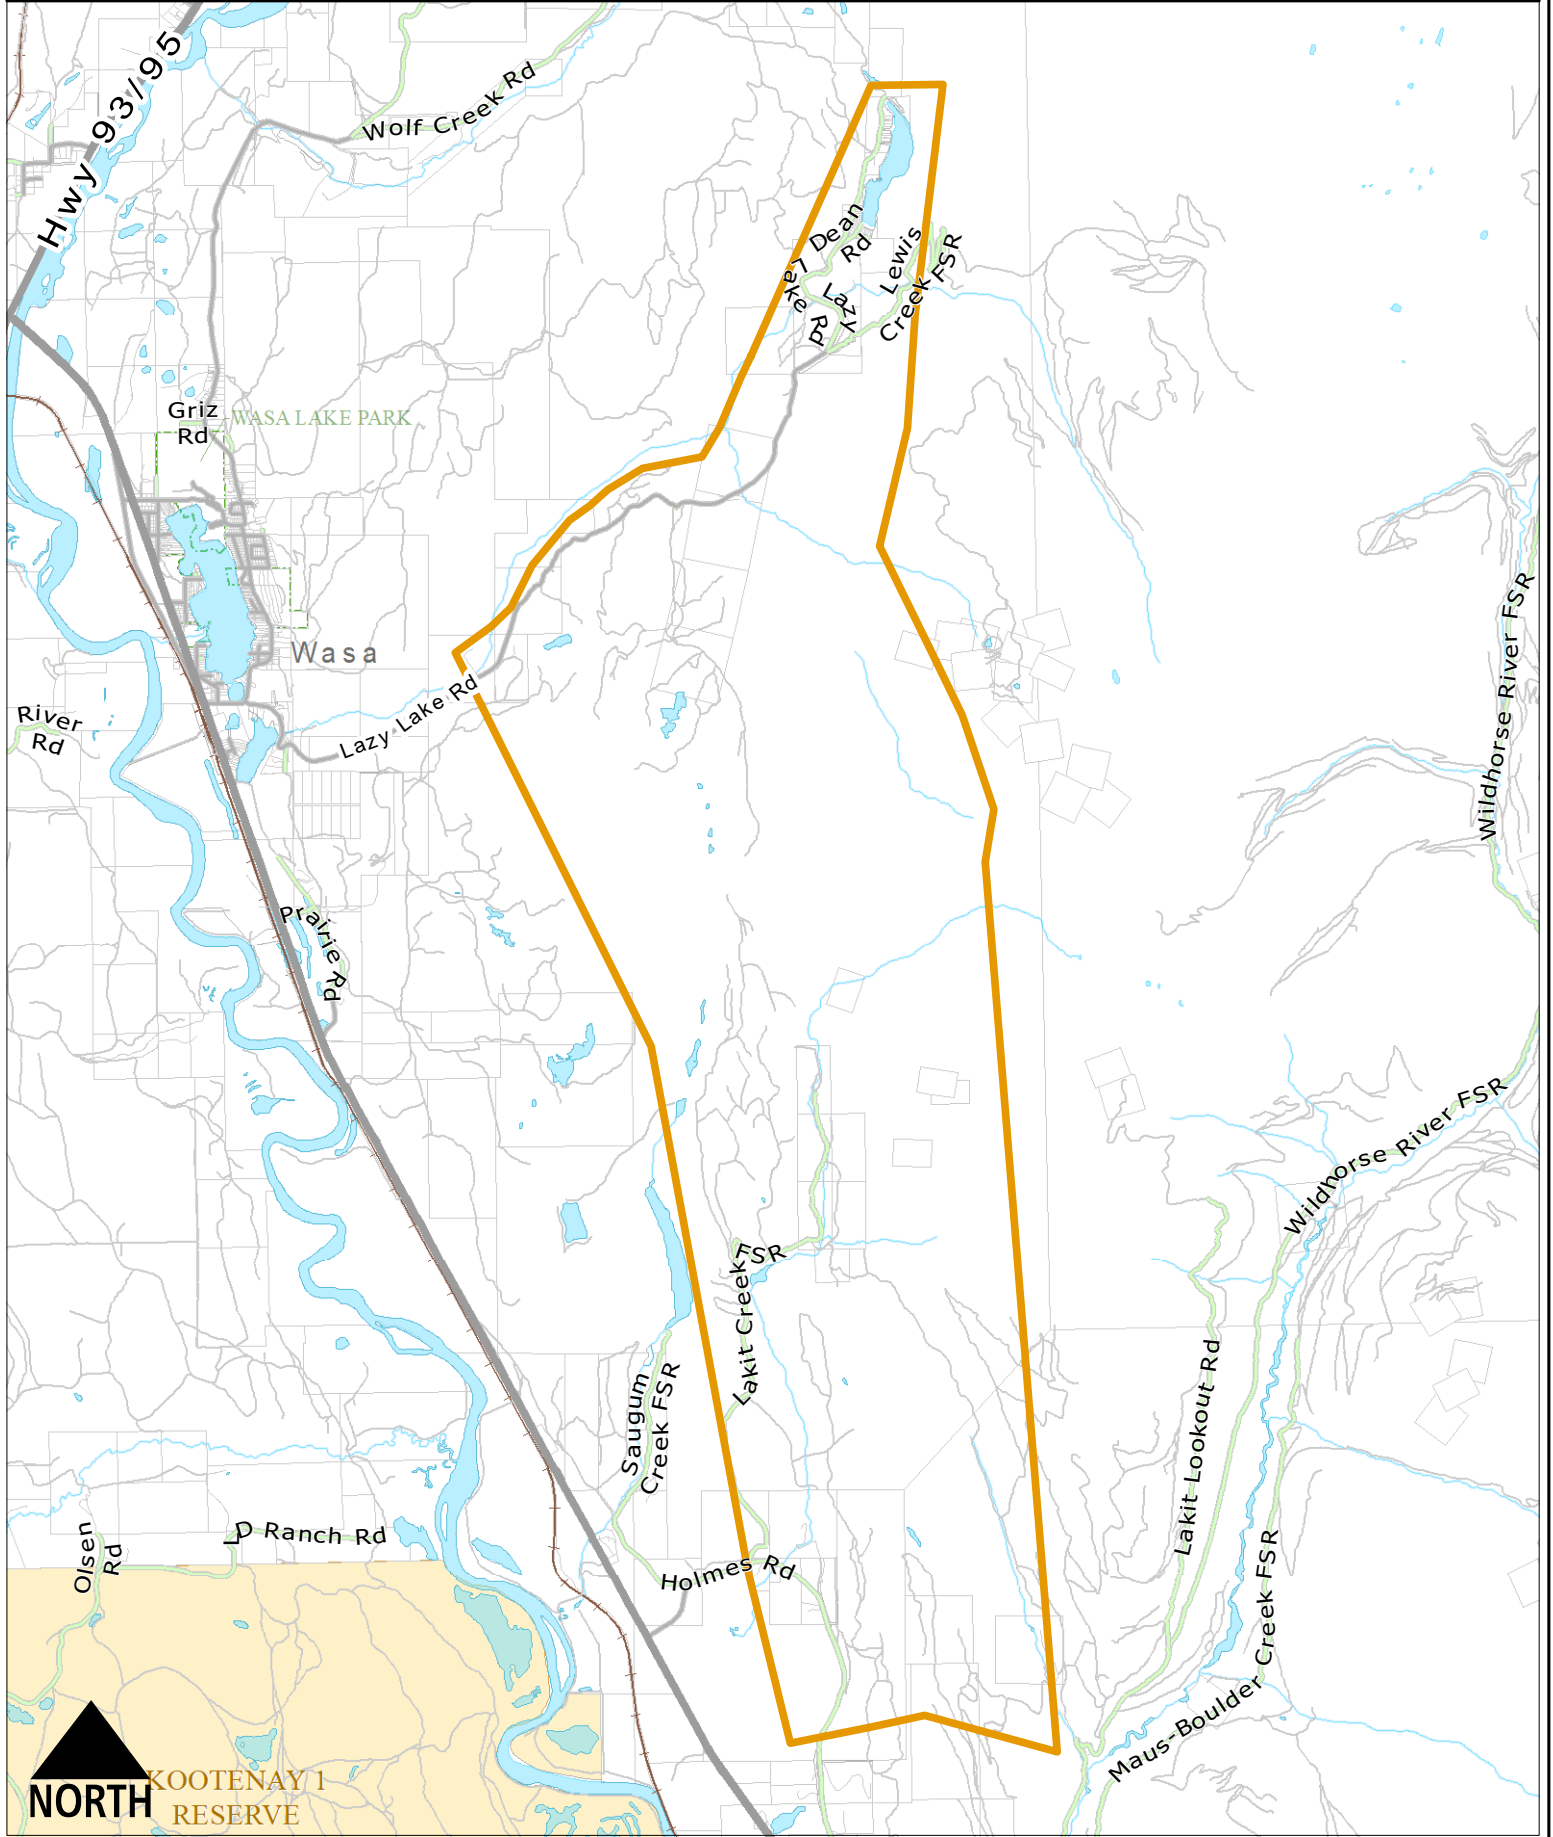 Hwy 93/95
Wolf Creek Rd
Dean
Rd
Lewis
Creek FSR
Lazy
Lake Rd
Griz
Rd
WASA LAKE PARK
Wasa
Lazy Lake Rd
River
Rd
Wildhorse River FSR
Prairie Rd
Wildhorse River FSR
Lakit Creek FSR
Saugum
Creek FSR
Lakit Lookout Rd
Olsen
Rd
LD Ranch Rd
Holmes Rd
Maus-Boulder Creek FSR
KOOTENAY 1
RESERVE
NORTH